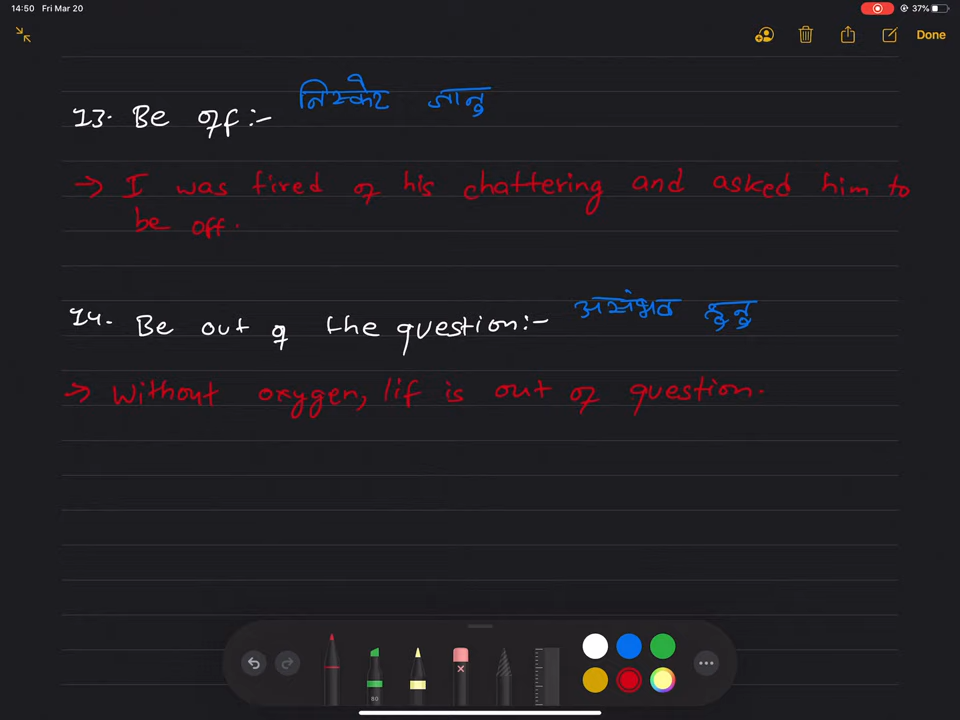 14:50 Fri Mar 20
37%
Done
13. Be off :- निस्केर जानु
→ I was tired of his chattering and asked him to
be off.
14. Be out of the question :- असंभव हुनु
→ Without oxygen, lif is out of question.
80